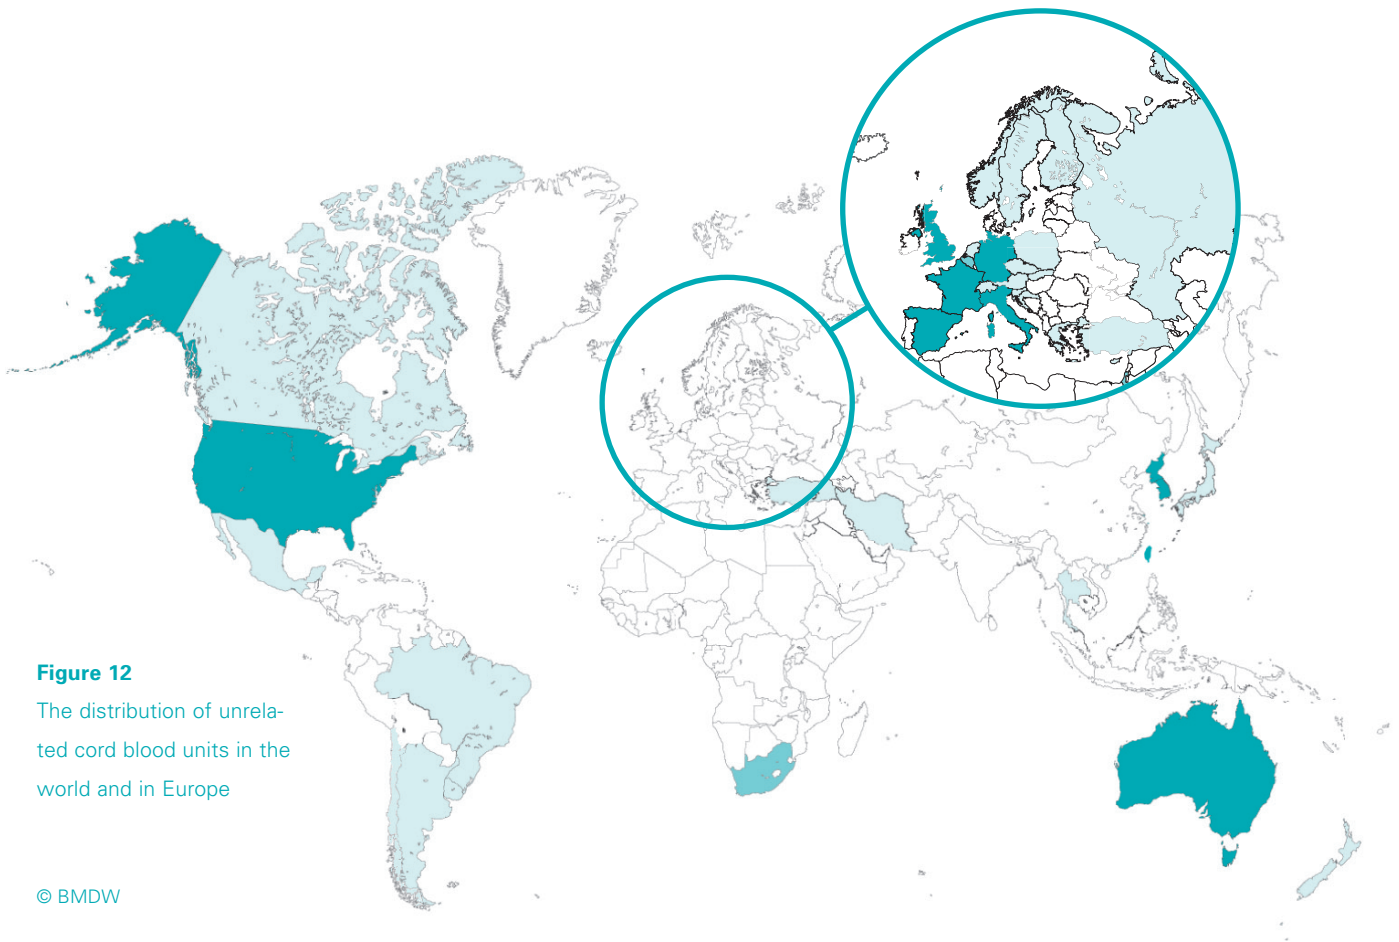 Figure 12
The distribution of unrela-
ted cord blood units in the
world and in Europe
© BMDW